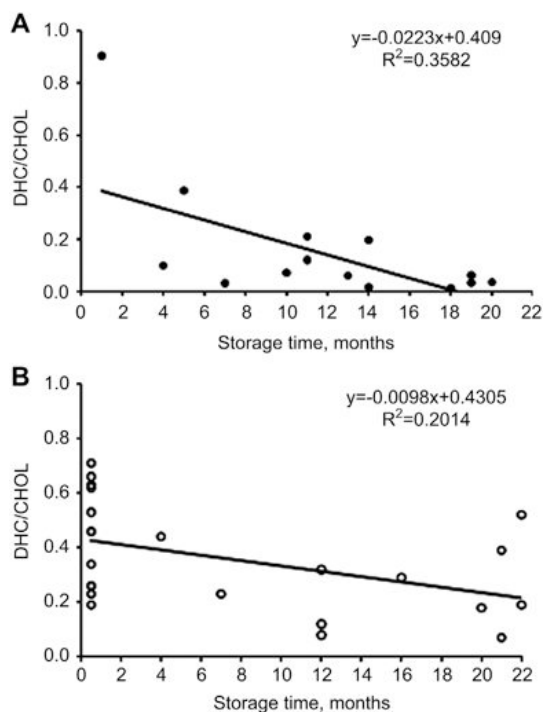 A
y=-0.0223x+0.409
R²=0.3582
1.0
0.8
0.6
0.4
0.2
0.0
DHC/CHOL
0 2 4 6 8 10 12 14 16 18 20 22
Storage time, months
B
y=-0.0098x+0.4305
R²=0.2014
1.0
0.8
0.6
0.4
0.2
0.0
DHC/CHOL
0 2 4 6 8 10 12 14 16 18 20 22
Storage time, months